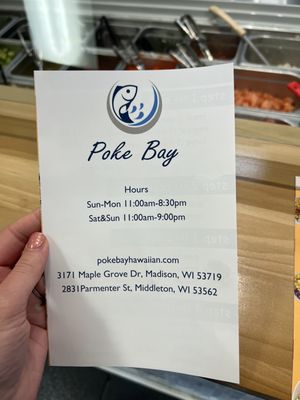 Poke Bay
Hours
Sun-Mon 11:00am-8:30pm
Sat&Sun 11:00am-9:00pm
pokebayhawaiian.com
3171 Maple Grove Dr, Madison, WI 53719
2831Parmenter St, Middleton, WI 53562